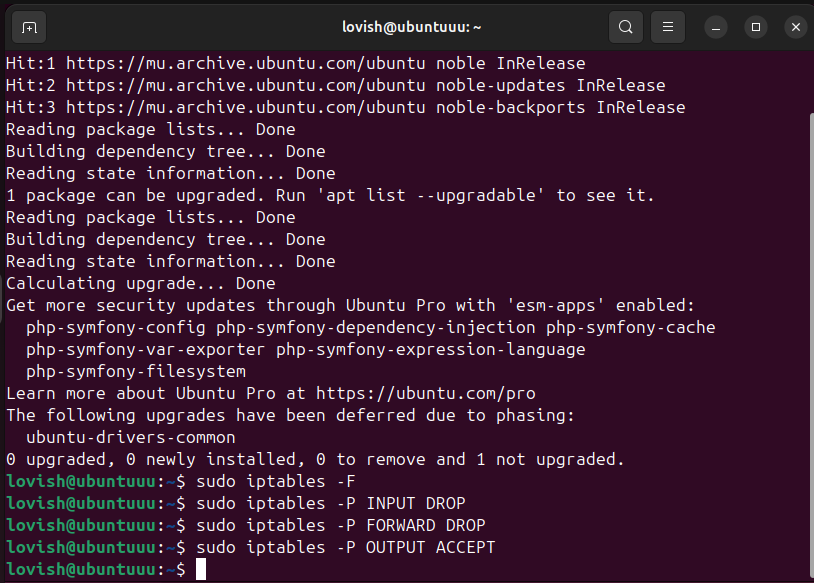 lovish@ubuntuuu: ~
Hit:1 https://mu.archive.ubuntu.com/ubuntu noble InRelease
Hit:2 https://mu.archive.ubuntu.com/ubuntu noble-updates InRelease
Hit:3 https://mu.archive.ubuntu.com/ubuntu noble-backports InRelease
Reading package lists... Done
Building dependency tree... Done
Reading state information... Done
1 package can be upgraded. Run 'apt list --upgradable' to see it.
Reading package lists... Done
Building dependency tree... Done
Reading state information... Done
Calculating upgrade... Done
Get more security updates through Ubuntu Pro with 'esm-apps' enabled:
  php-symfony-config php-symfony-dependency-injection php-symfony-cache
  php-symfony-var-exporter php-symfony-expression-language
  php-symfony-filesystem
Learn more about Ubuntu Pro at https://ubuntu.com/pro
The following upgrades have been deferred due to phasing:
  ubuntu-drivers-common
0 upgraded, 0 newly installed, 0 to remove and 1 not upgraded.
lovish@ubuntuuu:~$ sudo iptables -F
lovish@ubuntuuu:~$ sudo iptables -P INPUT DROP
lovish@ubuntuuu:~$ sudo iptables -P FORWARD DROP
lovish@ubuntuuu:~$ sudo iptables -P OUTPUT ACCEPT
lovish@ubuntuuu:~$